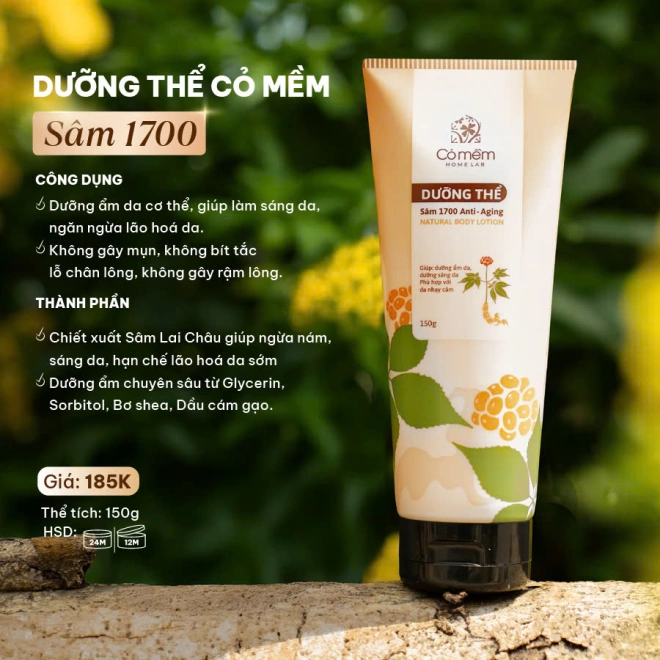 DƯỠNG THỂ CỎ MỀM
Sâm 1700
CÔNG DỤNG
Dưỡng ẩm da cơ thể, giúp làm sáng da,
ngăn ngừa lão hoá da.
Không gây mụn, không bít tắc
lỗ chân lông, không gây rậm lông.
THÀNH PHẦN
Chiết xuất Sâm Lai Châu giúp ngừa nám,
sáng da, hạn chế lão hoá da sớm
Dưỡng ẩm chuyên sâu từ Glycerin,
Sorbitol, Bơ shea, Dầu cám gạo.
Giá: 185K
Thể tích: 150g
HSD: 24M 12M
Cỏ mềm
HOME LAB
DƯỠNG THỂ
Sâm 1700 Anti-Aging
NATURAL BODY LOTION
Giúp: dưỡng ẩm da,
dưỡng sáng da
Phù hợp với
da nhạy cảm
150g